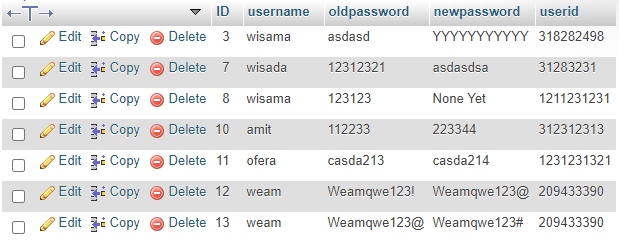 ←T→ ID username oldpassword newpassword userid
Edit Copy Delete 3 wisama asdasd YYYYYYYYYYY 318282498
Edit Copy Delete 7 wisada 12312321 asdasdsa 31283231
Edit Copy Delete 8 wisama 123123 None Yet 1211231231
Edit Copy Delete 10 amit 112233 223344 312312313
Edit Copy Delete 11 ofera casda213 casda214 1231231321
Edit Copy Delete 12 weam Weamqwe123! Weamqwe123@ 209433390
Edit Copy Delete 13 weam Weamqwe123@ Weamqwe123# 209433390